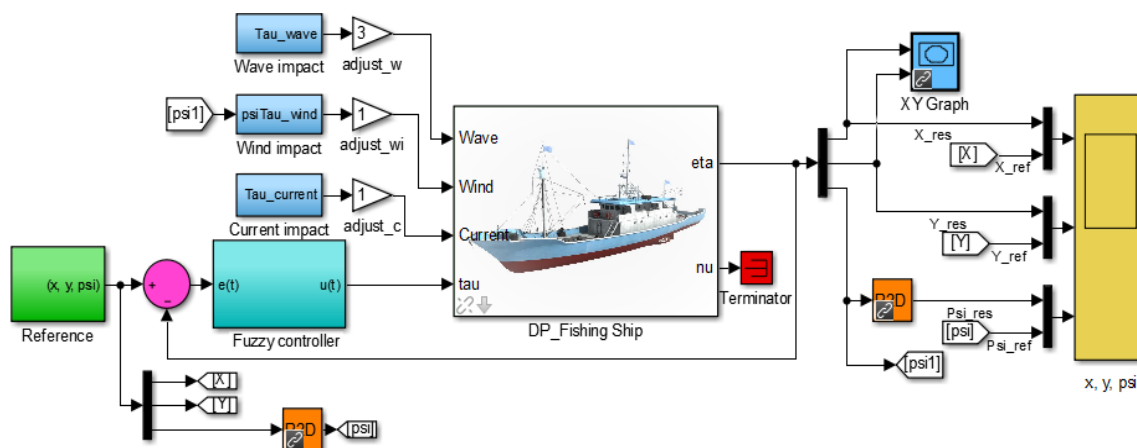 Tau_wave
Wave impact
3
adjust_w
[psi1]
psiTau_wind
Wind impact
1
adjust_wi
Tau_current
Current impact
1
adjust_c
(x, y, psi)
Reference
+
−
e(t)
u(t)
Fuzzy controller
Wave
Wind
Current
tau
eta
nu
DP_Fishing Ship
Terminator
XY Graph
X_res
[X]
X_ref
Y_res
[Y]
Y_ref
R2D
Psi_res
[psi]
Psi_ref
[psi1]
x, y, psi
[X]
[Y]
R2D
[psi]